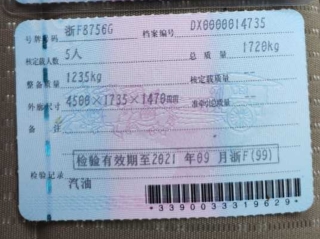 号牌号码 浙F8756G 档案编号 DX0000014735
核定载人数 5人 总质量 1720kg
整备质量 1235kg 核定载质量
外廓尺寸 4500×1735×1470mm 准牵引总质量
备注
检验有效期至2021年09月浙F(99)
检验记录
汽油
*3390033319629*